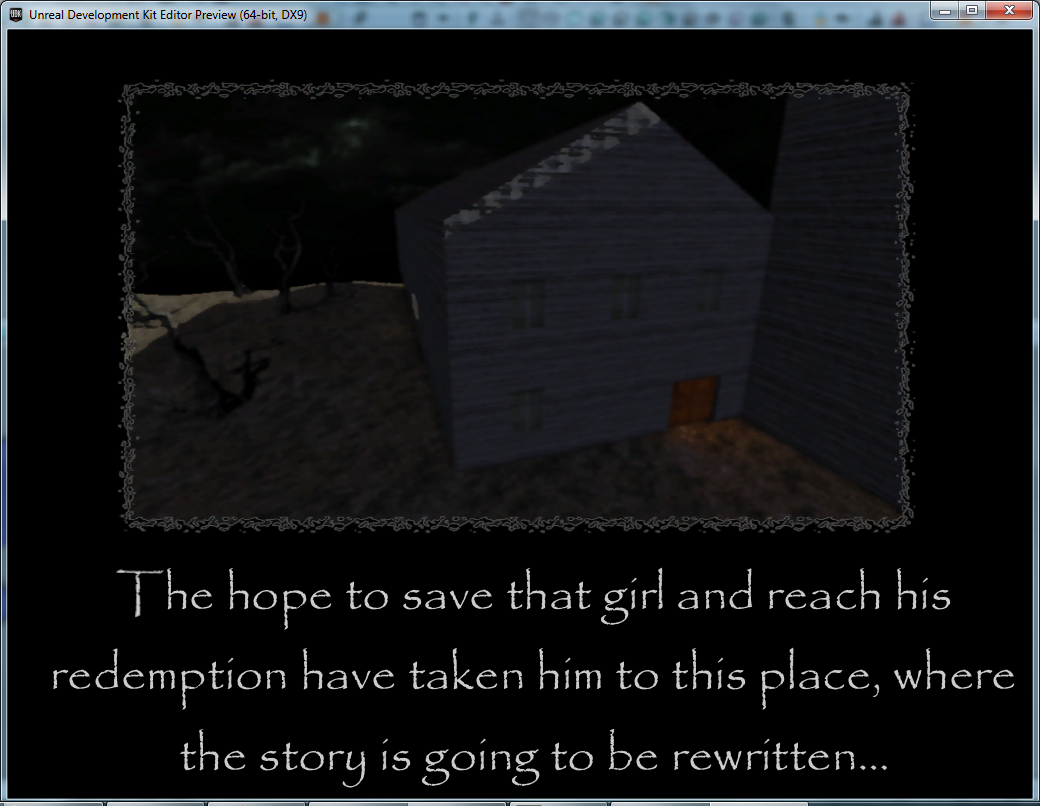 Unreal Development Kit Editor Preview (64-bit, DX9)
The hope to save that girl and reach his
redemption have taken him to this place, where
the story is going to be rewritten...